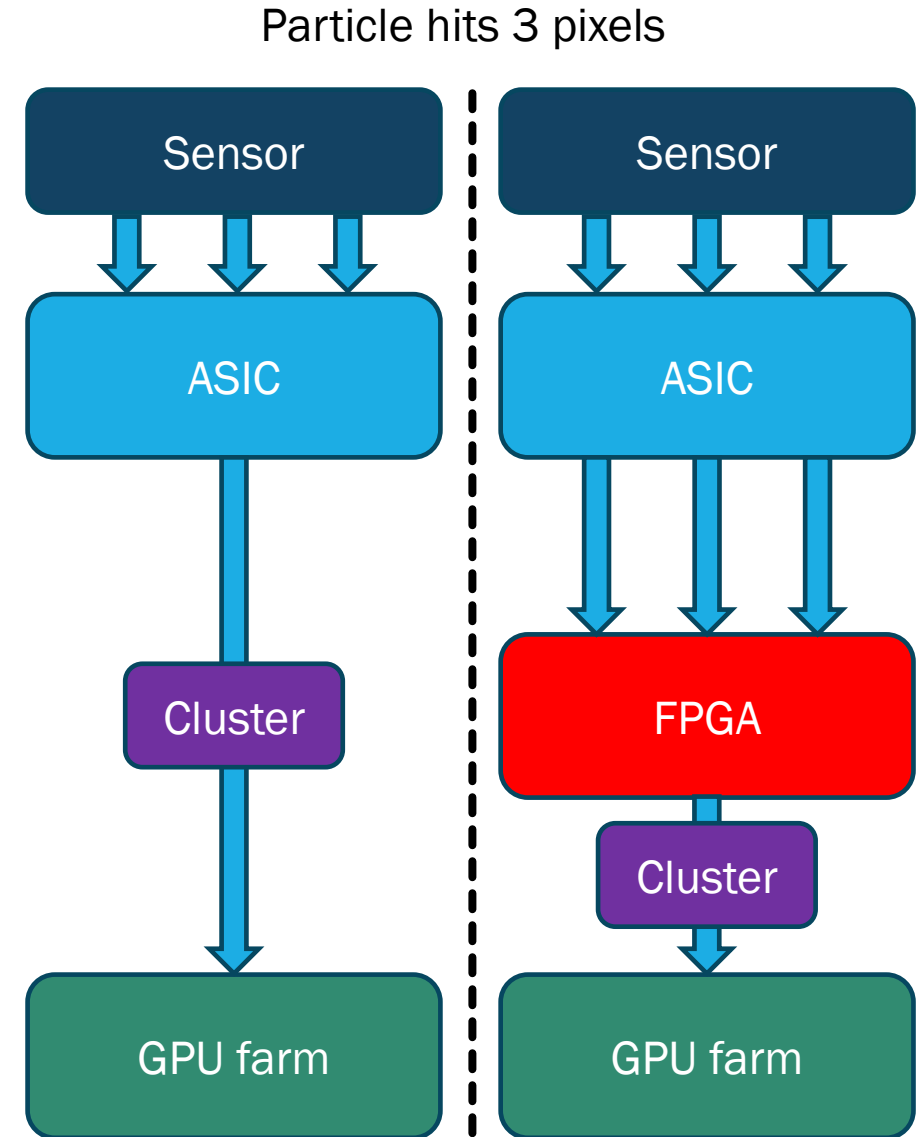 Particle hits 3 pixels
Sensor
ASIC
Cluster
GPU farm
Sensor
ASIC
FPGA
Cluster
GPU farm